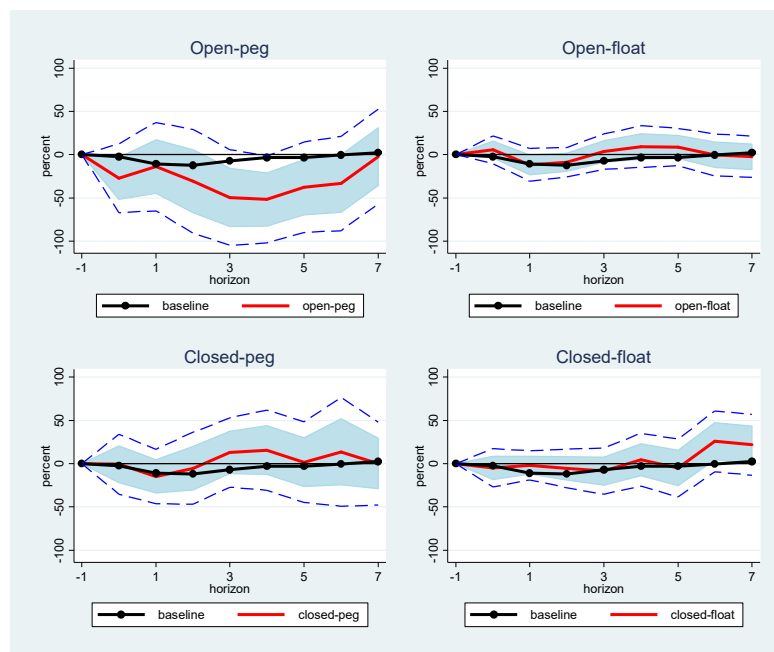 Open-peg
100
50
0
-50
-100
percent
-1 1 3 5 7
horizon
baseline open-peg
Open-float
100
50
0
-50
-100
percent
-1 1 3 5 7
horizon
baseline open-float
Closed-peg
100
50
0
-50
-100
percent
-1 1 3 5 7
horizon
baseline closed-peg
Closed-float
100
50
0
-50
-100
percent
-1 1 3 5 7
horizon
baseline closed-float